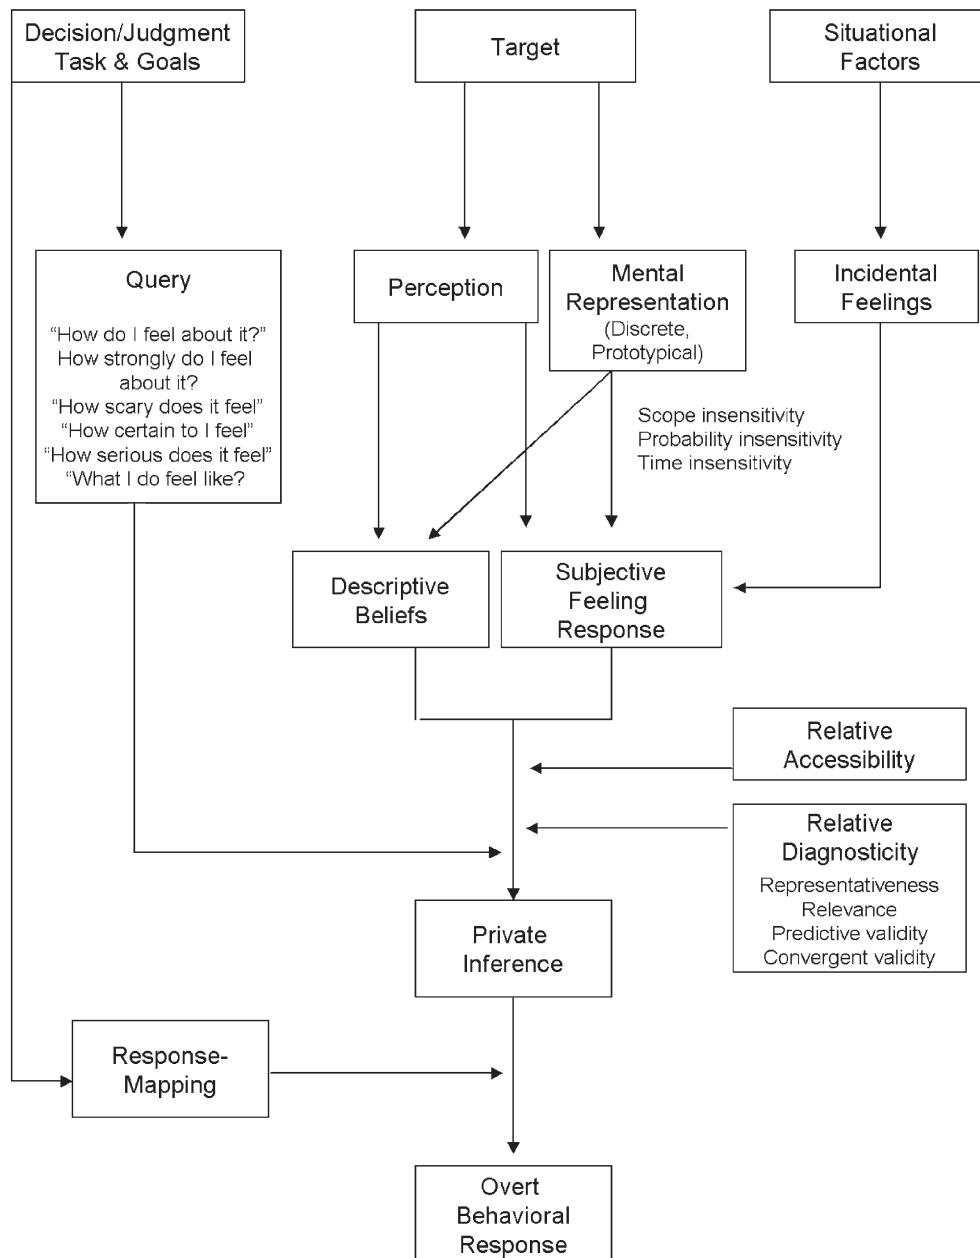 Decision/Judgment
Task & Goals
Target
Situational
Factors
Query
“How do I feel about it?”
How strongly do I feel
about it?
“How scary does it feel”
“How certain to I feel”
“How serious does it feel”
“What I do feel like?
Perception
Mental
Representation
(Discrete,
Prototypical)
Incidental
Feelings
Scope insensitivity
Probability insensitivity
Time insensitivity
Descriptive
Beliefs
Subjective
Feeling
Response
Relative
Accessibility
Relative
Diagnosticity
Representativeness
Relevance
Predictive validity
Convergent validity
Private
Inference
Response-
Mapping
Overt
Behavioral
Response